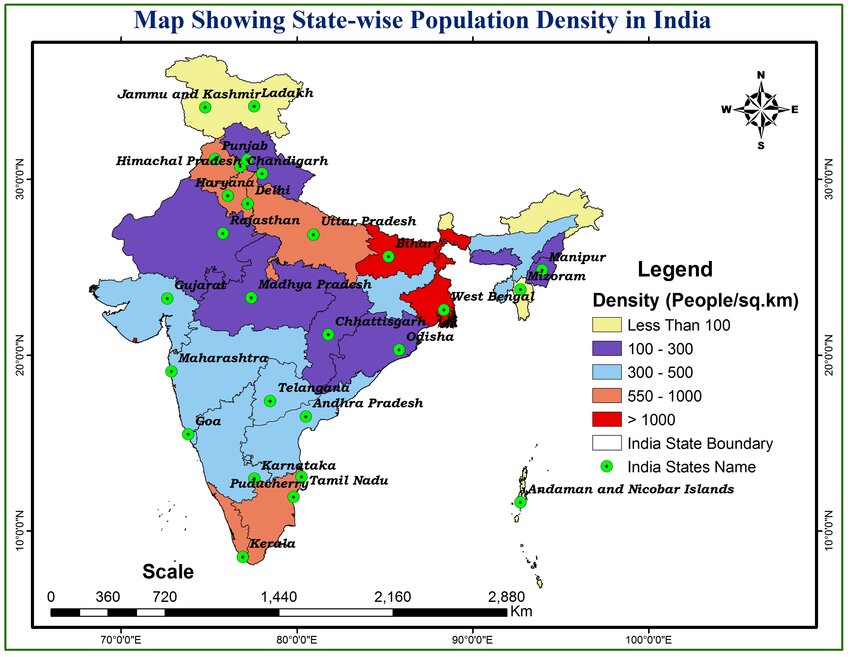 Map Showing State-wise Population Density in India
N
W
E
S
Jammu and Kashmir
Ladakh
Punjab
Himachal Pradesh
Chandigarh
Haryana
Delhi
Rajasthan
Uttar Pradesh
Bihar
Manipur
Mizoram
Gujarat
Madhya Pradesh
West Bengal
Chhattisgarh
Odisha
Maharashtra
Telangana
Andhra Pradesh
Goa
Karnataka
Puducherry
Tamil Nadu
Andaman and Nicobar Islands
Kerala
Legend
Density (People/sq.km)
Less Than 100
100 - 300
300 - 500
550 - 1000
> 1000
India State Boundary
India States Name
Scale
0 360 720 1,440 2,160 2,880
Km
30°0'0"N
20°0'0"N
10°0'0"N
30°0'0"N
20°0'0"N
10°0'0"N
70°0'0"E 80°0'0"E 90°0'0"E 100°0'0"E